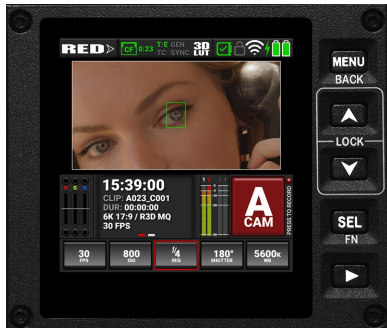 RED
CF 0:23 T/E GEN 3D
TC SYNC LUT
MENU
BACK
LOCK
15:39:00
CLIP: A023_C001
DUR: 00:00:00
6K 17:9 / R3D MQ
30 FPS
A
CAM
PRESS TO RECORD
SEL
FN
30 800 f/4 180° 5600K
FPS ISO IRIS SHUTTER WB